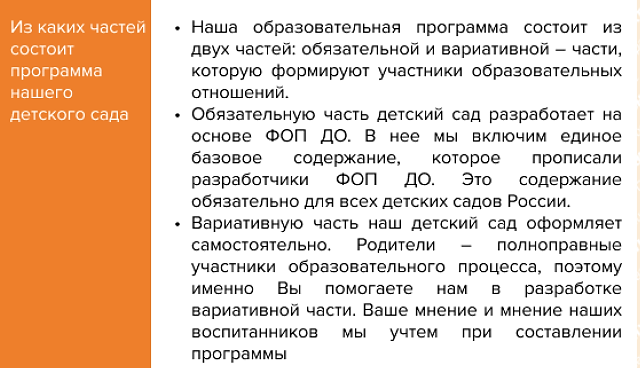 Из каких частей
состоит
программа
нашего
детского сада
• Наша образовательная программа состоит из
двух частей: обязательной и вариативной – части,
которую формируют участники образовательных
отношений.
• Обязательную часть детский сад разработает на
основе ФОП ДО. В нее мы включим единое
базовое содержание, которое прописали
разработчики ФОП ДО. Это содержание
обязательно для всех детских садов России.
• Вариативную часть наш детский сад оформляет
самостоятельно. Родители – полноправные
участники образовательного процесса, поэтому
именно Вы помогаете нам в разработке
вариативной части. Ваше мнение и мнение наших
воспитанников мы учтем при составлении
программы